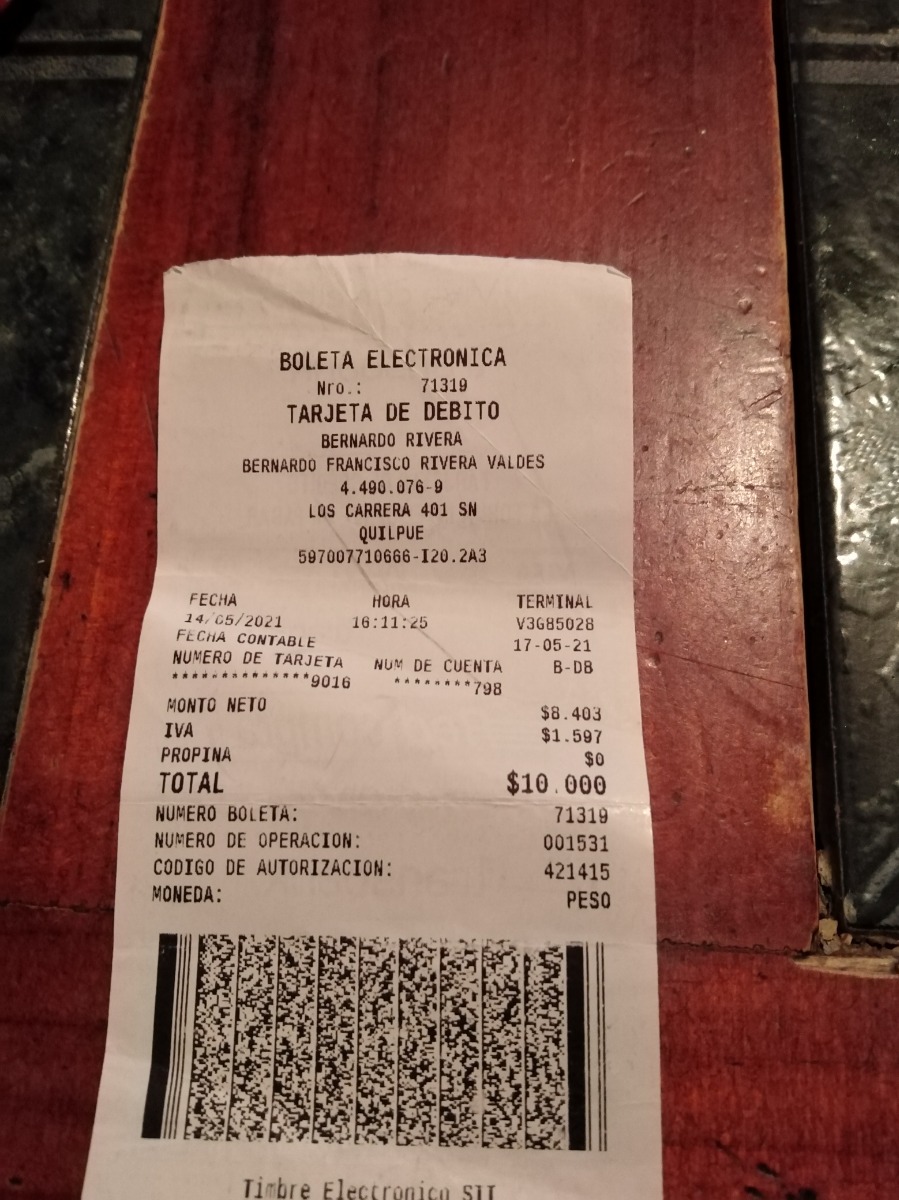 BOLETA ELECTRONICA
Nro.: 71319
TARJETA DE DEBITO
BERNARDO RIVERA
BERNARDO FRANCISCO RIVERA VALDES
4.490.076-9
LOS CARRERA 401 SN
QUILPUE
597007710666-I20.2A3
FECHA HORA TERMINAL
14/05/2021 16:11:25 V3G85028
FECHA CONTABLE 17-05-21
NUMERO DE TARJETA NUM DE CUENTA B-DB
**************9016 ********798
MONTO NETO $8.403
IVA $1.597
PROPINA $0
TOTAL $10.000
NUMERO BOLETA: 71319
NUMERO DE OPERACION: 001531
CODIGO DE AUTORIZACION: 421415
MONEDA: PESO
Timbre Electronico SII